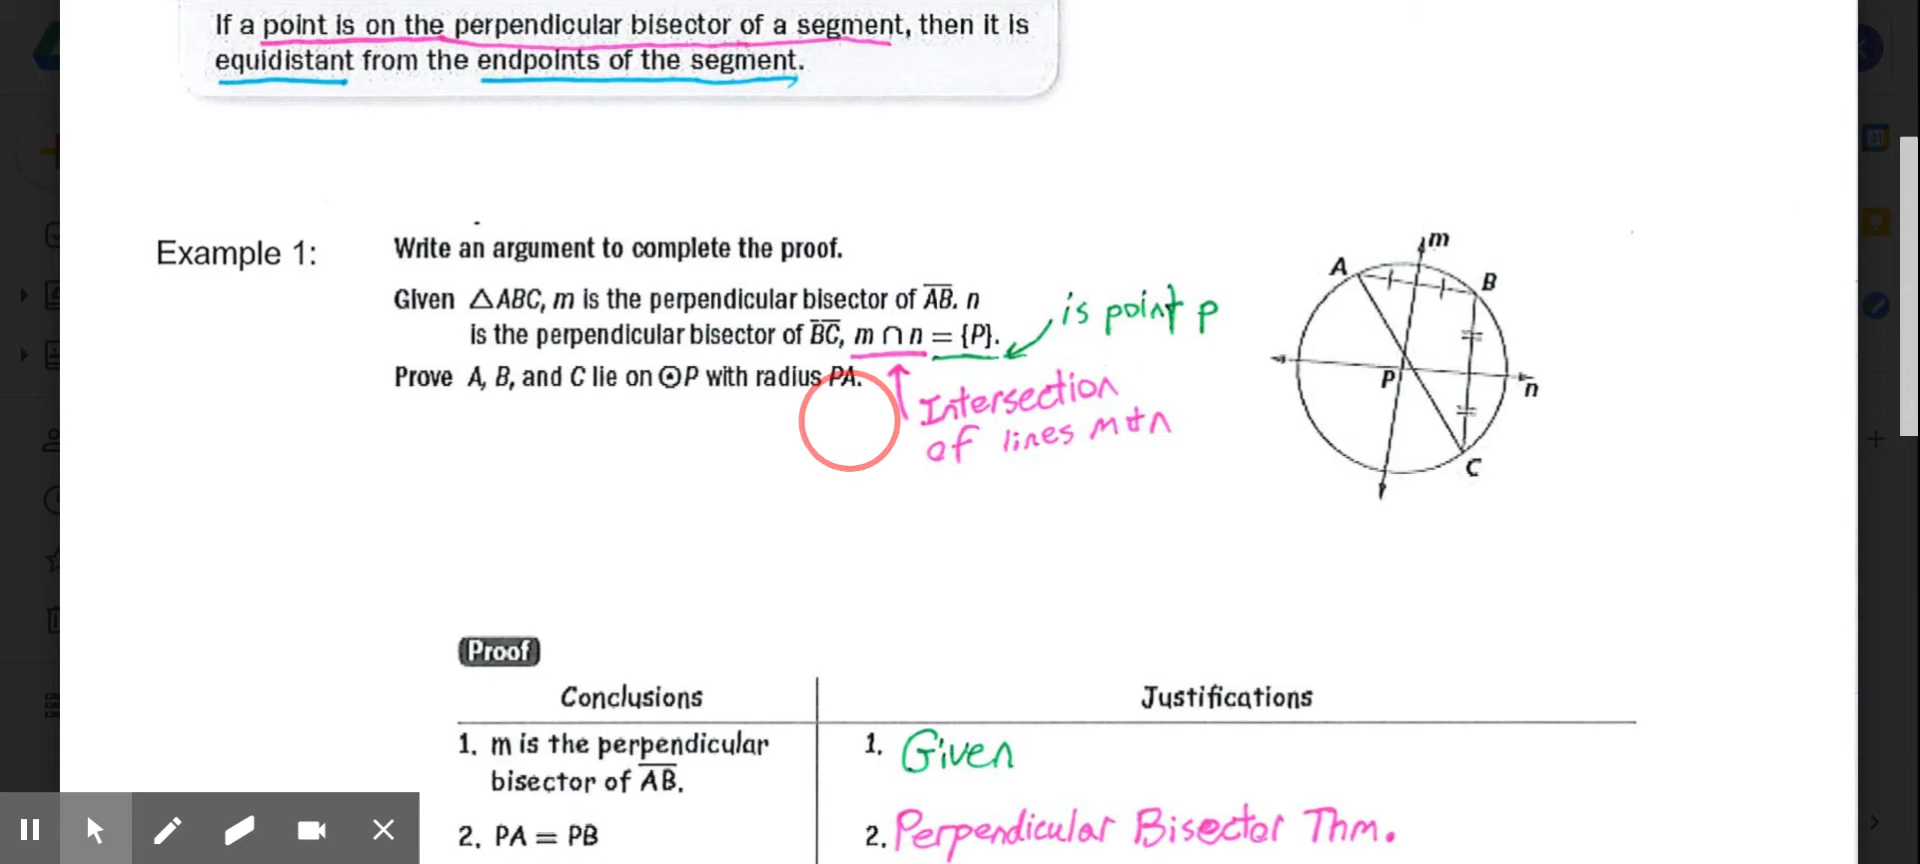 If a point is on the perpendicular bisector of a segment, then it is
equidistant from the endpoints of the segment.
Example 1:
Write an argument to complete the proof.
Given △ABC, m is the perpendicular bisector of A̅B̅. n
is the perpendicular bisector of B̅C̅, m ∩ n = {P}.
Prove A, B, and C lie on ⊙P with radius PA.
is point p
Intersection
of lines m + n
m
A
B
P
n
C
Proof
Conclusions
Justifications
1. m is the perpendicular
bisector of A̅B̅.
1. Given
2. PA = PB
2. Perpendicular Bisector Thm.
31